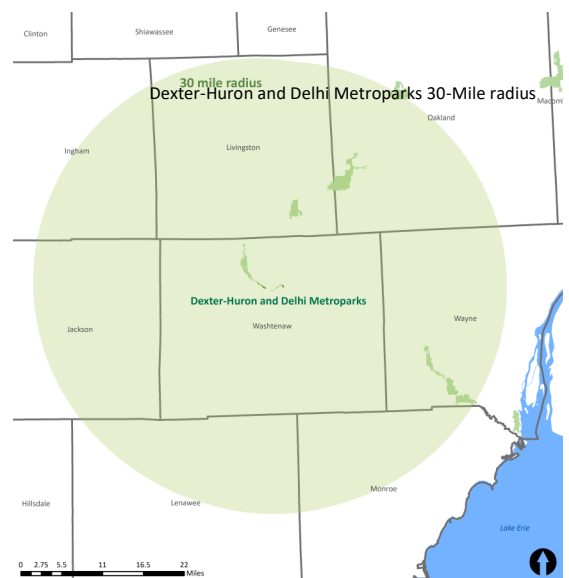 Clinton
Shiawassee
Genesee
30 mile radius
Dexter-Huron and Delhi Metroparks 30-Mile radius
Macomb
Oakland
Ingham
Livingston
Dexter-Huron and Delhi Metroparks
Jackson
Washtenaw
Wayne
Hillsdale
Lenawee
Monroe
Lake Erie
0 2.75 5.5 11 16.5 22
Miles